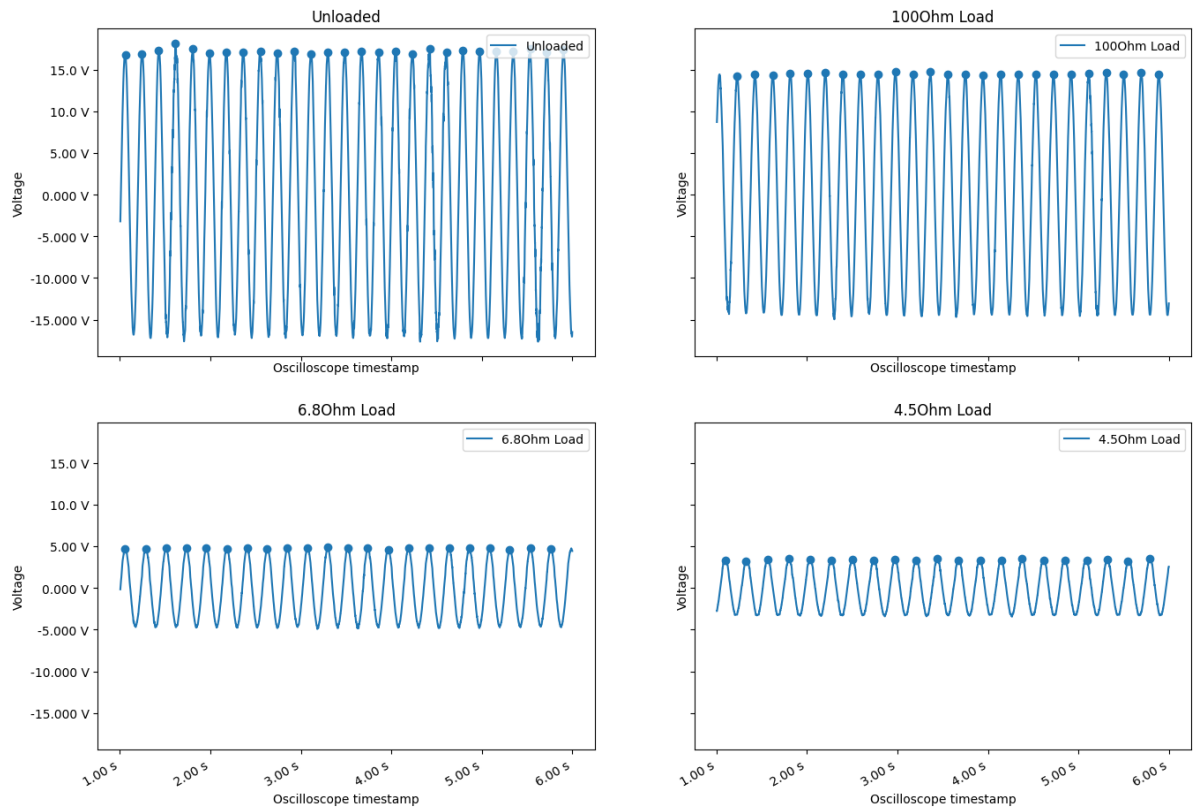 Unloaded
Unloaded
15.0 V
10.0 V
5.00 V
0.000 V
-5.000 V
-10.000 V
-15.000 V
Voltage
Oscilloscope timestamp
100Ohm Load
100Ohm Load
Voltage
Oscilloscope timestamp
6.8Ohm Load
6.8Ohm Load
15.0 V
10.0 V
5.00 V
0.000 V
-5.000 V
-10.000 V
-15.000 V
Voltage
1.00 s
2.00 s
3.00 s
4.00 s
5.00 s
6.00 s
Oscilloscope timestamp
4.5Ohm Load
4.5Ohm Load
Voltage
1.00 s
2.00 s
3.00 s
4.00 s
5.00 s
6.00 s
Oscilloscope timestamp